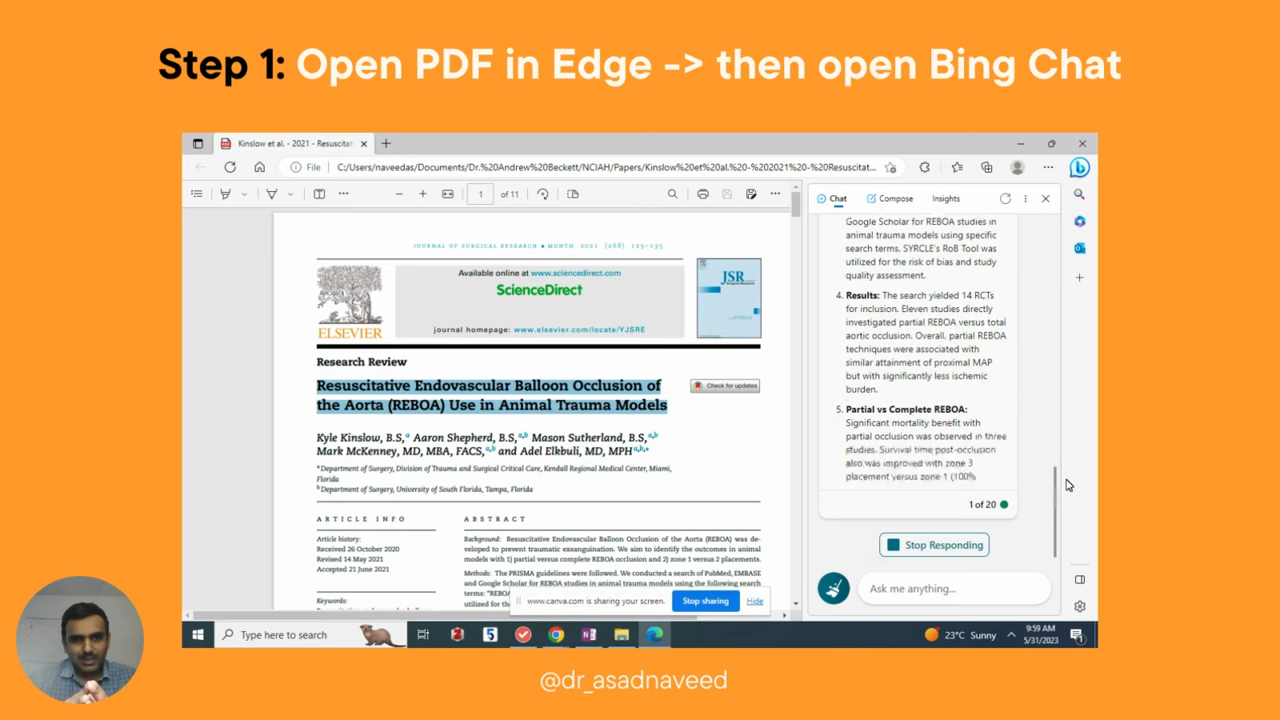 Step 1: Open PDF in Edge -> then open Bing Chat
Kinslow et al. - 2021 - Resuscitat
File
C:/Users/naveedas/Documents/Dr.%20Andrew%20Beckett/NCIAH/Papers/Kinslow%20et%20al.%20-%202021%20-%20Resuscitat...
1 of 11
JOURNAL OF SURGICAL RESEARCH • MONTH 2021 (268) 125–135
Available online at www.sciencedirect.com
ScienceDirect
journal homepage: www.elsevier.com/locate/YJSRE
ELSEVIER
JSR
Research Review
Resuscitative Endovascular Balloon Occlusion of
the Aorta (REBOA) Use in Animal Trauma Models
Check for updates
Kyle Kinslow, B.S,a Aaron Shepherd, B.S,a,b Mason Sutherland, B.S,a,b
Mark McKenney, MD, MBA, FACS,a,b and Adel Elkbuli, MD, MPHa,b,*
a Department of Surgery, Division of Trauma and Surgical Critical Care, Kendall Regional Medical Center, Miami,
Florida
b Department of Surgery, University of South Florida, Tampa, Florida
ARTICLE INFO
Article history:
Received 26 October 2020
Revised 14 May 2021
Accepted 21 June 2021
Keywords:
ABSTRACT
Background: Resuscitative Endovascular Balloon Occlusion of the Aorta (REBOA) was de-
veloped to prevent traumatic exsanguination. We aim to identify the outcomes in animal
models with 1) partial versus complete REBOA occlusion and 2) zone 1 versus 2 placements.
Methods: The PRISMA guidelines were followed. We conducted a search of PubMed, EMBASE
and Google Scholar for REBOA studies in animal trauma models using the following search
terms: "REBO
utilized for th
www.canva.com is sharing your screen.
Stop sharing
Hide
Chat
Compose
Insights
Google Scholar for REBOA studies in
animal trauma models using specific
search terms. SYRCLE's RoB Tool was
utilized for the risk of bias and study
quality assessment.
4. Results: The search yielded 14 RCTs
for inclusion. Eleven studies directly
investigated partial REBOA versus total
aortic occlusion. Overall, partial REBOA
techniques were associated with
similar attainment of proximal MAP
but with significantly less ischemic
burden.
5. Partial vs Complete REBOA:
Significant mortality benefit with
partial occlusion was observed in three
studies. Survival time post-occlusion
also was improved with zone 3
placement versus zone 1 (100%
1 of 20
Stop Responding
Ask me anything...
Type here to search
23°C Sunny
9:59 AM
5/31/2023
@dr_asadnaveed